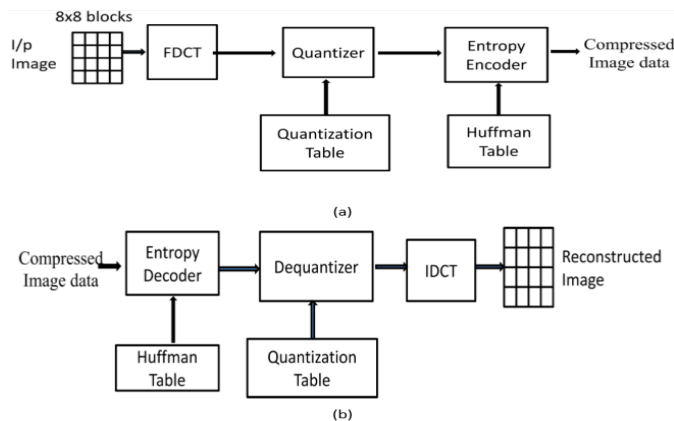 8x8 blocks
I/p
Image
FDCT
Quantizer
Entropy
Encoder
Compressed
Image data
Quantization
Table
Huffman
Table
(a)
Compressed
Image data
Entropy
Decoder
Dequantizer
IDCT
Reconstructed
Image
Huffman
Table
Quantization
Table
(b)